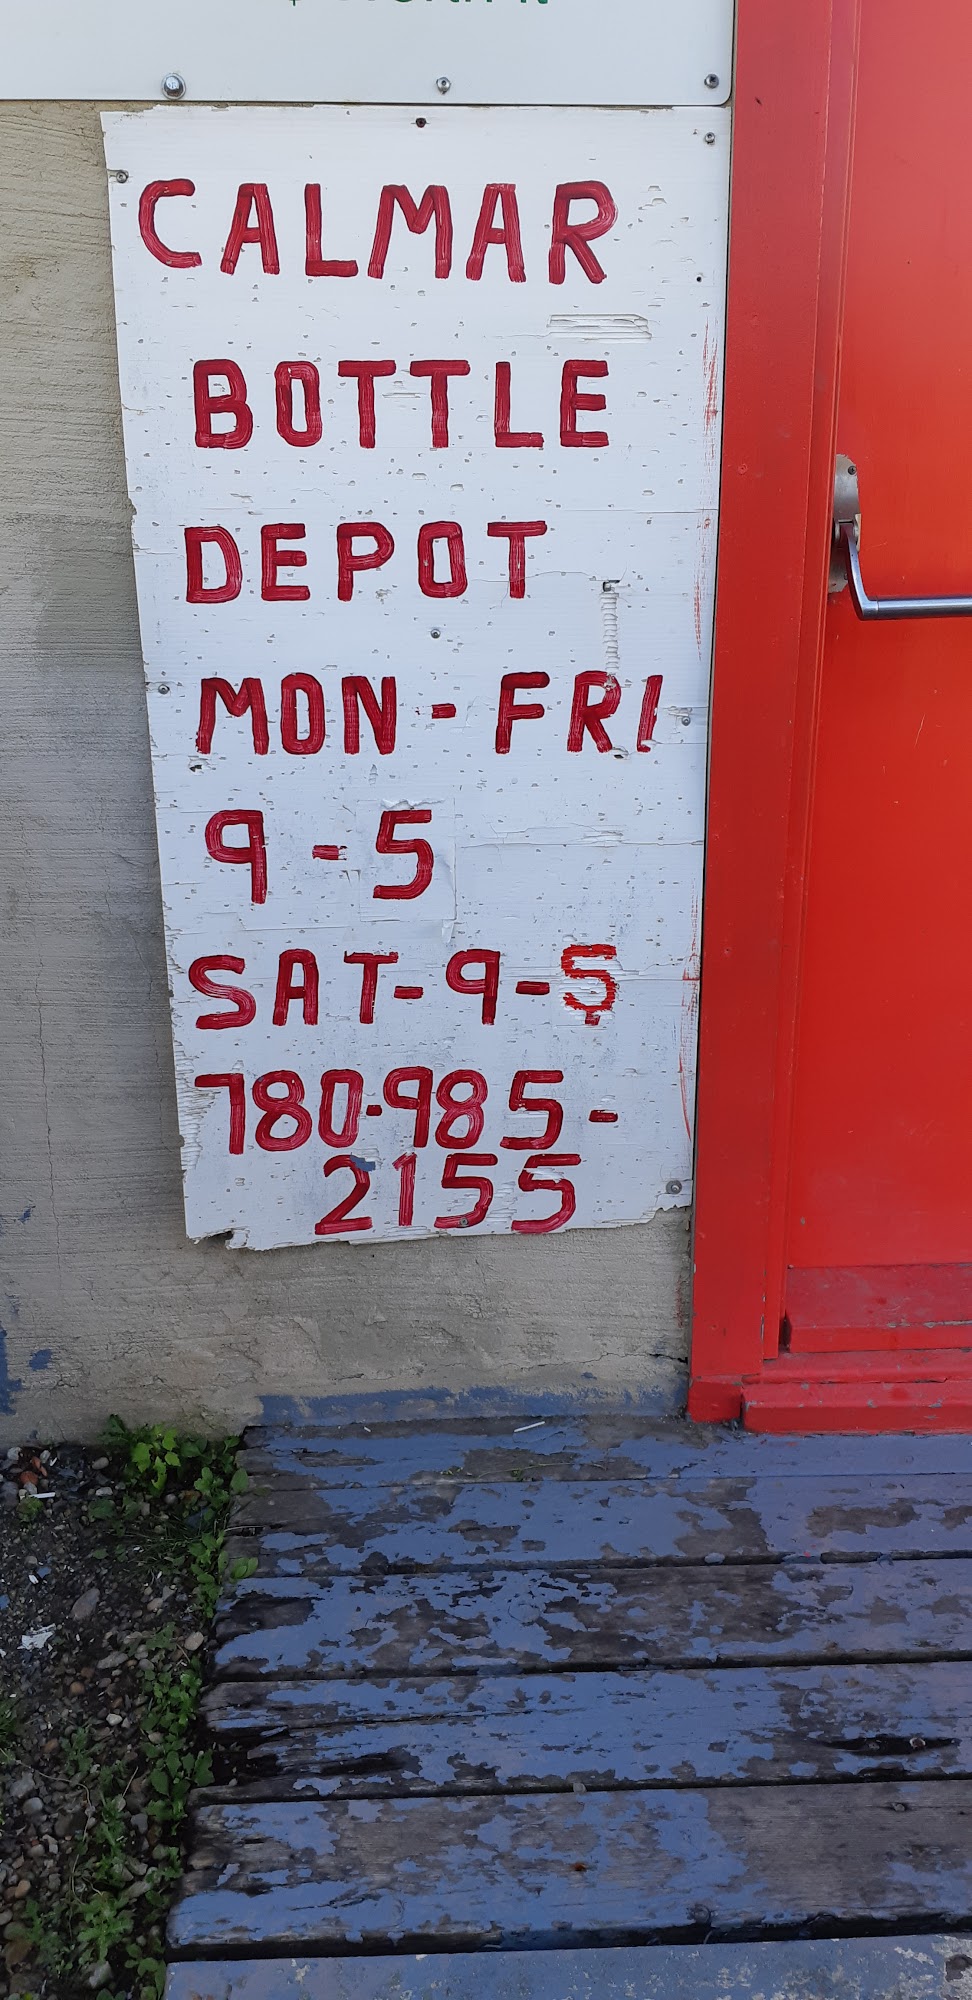 CALMAR
BOTTLE
DEPOT
MON-FRI
9-5
SAT-9-5
780-985-
2155